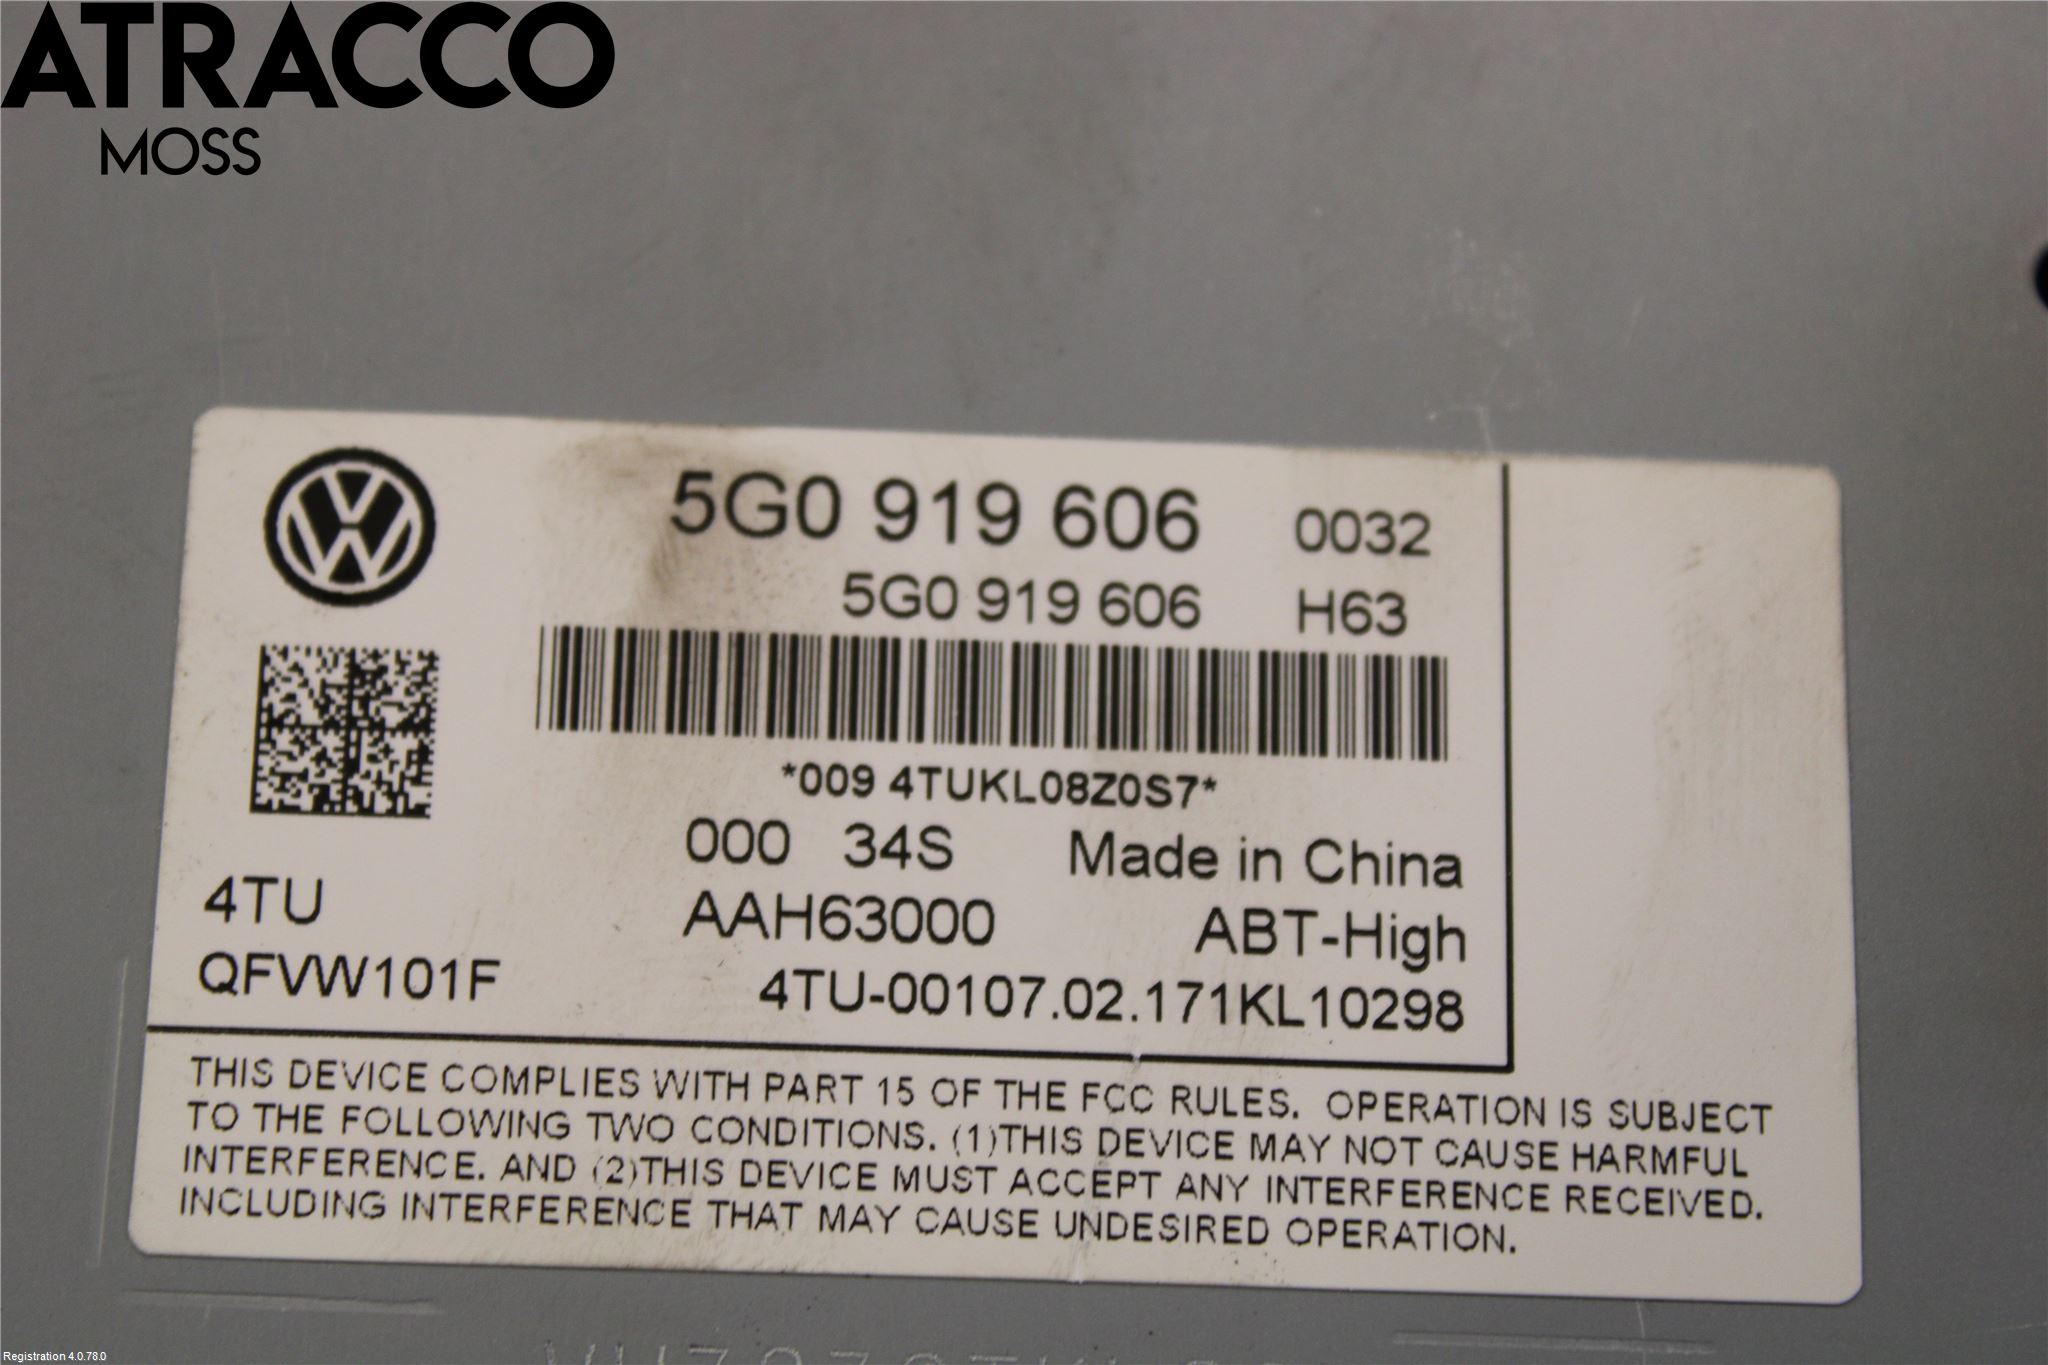 ATRACCO
MOSS
5G0 919 606 0032
5G0 919 606 H63
*009 4TUKL08Z0S7*
000 34S Made in China
4TU AAH63000 ABT-High
QFVW101F 4TU-00107.02.171KL10298
THIS DEVICE COMPLIES WITH PART 15 OF THE FCC RULES. OPERATION IS SUBJECT
TO THE FOLLOWING TWO CONDITIONS. (1)THIS DEVICE MAY NOT CAUSE HARMFUL
INTERFERENCE. AND (2)THIS DEVICE MUST ACCEPT ANY INTERFERENCE RECEIVED.
INCLUDING INTERFERENCE THAT MAY CAUSE UNDESIRED OPERATION.
Registration 4.0.78.0